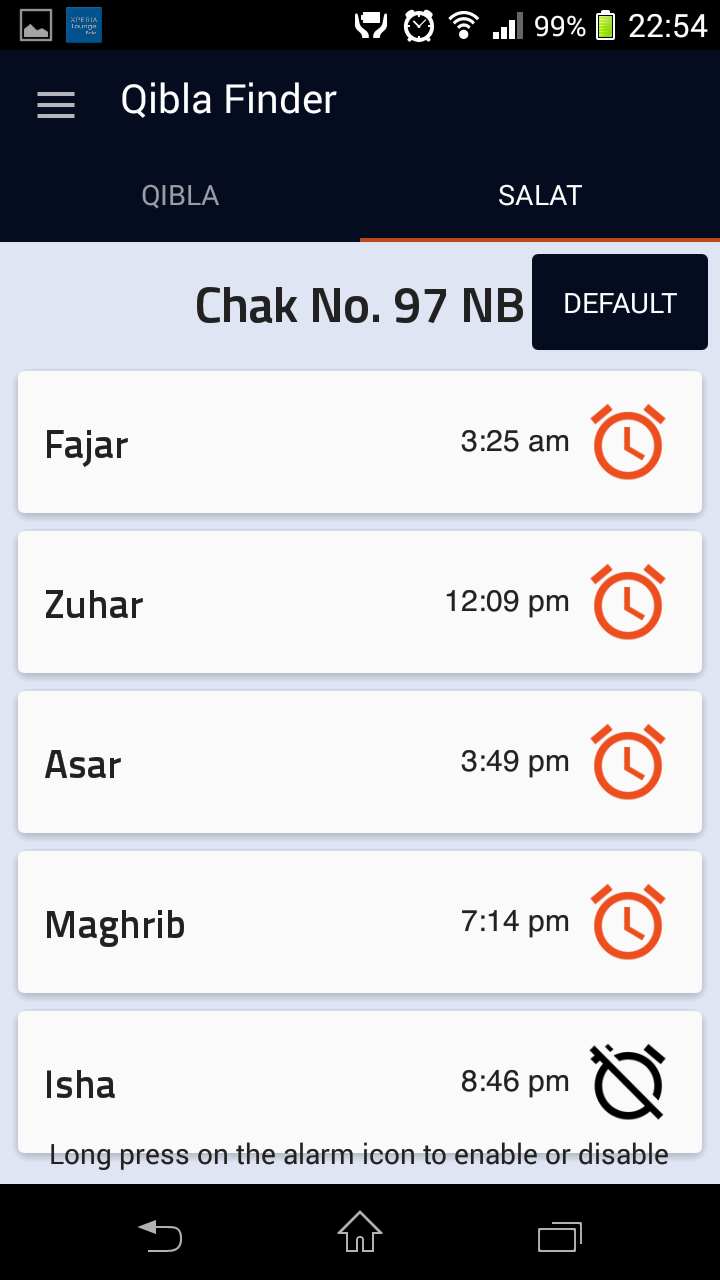 XPERIA
Lounge
99% 22:54
Qibla Finder
QIBLA SALAT
Chak No. 97 NB DEFAULT
Fajar 3:25 am
Zuhar 12:09 pm
Asar 3:49 pm
Maghrib 7:14 pm
Isha 8:46 pm
Long press on the alarm icon to enable or disable